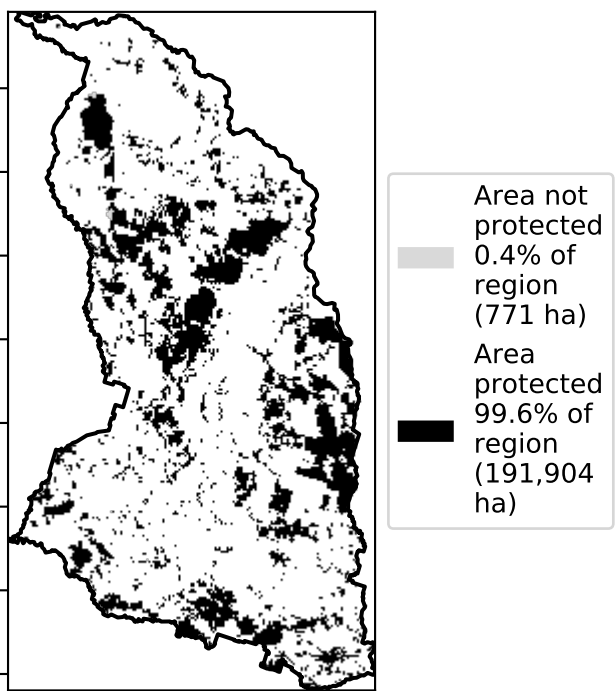 Area not
protected
0.4% of
region
(771 ha)
Area
protected
99.6% of
region
(191,904
ha)